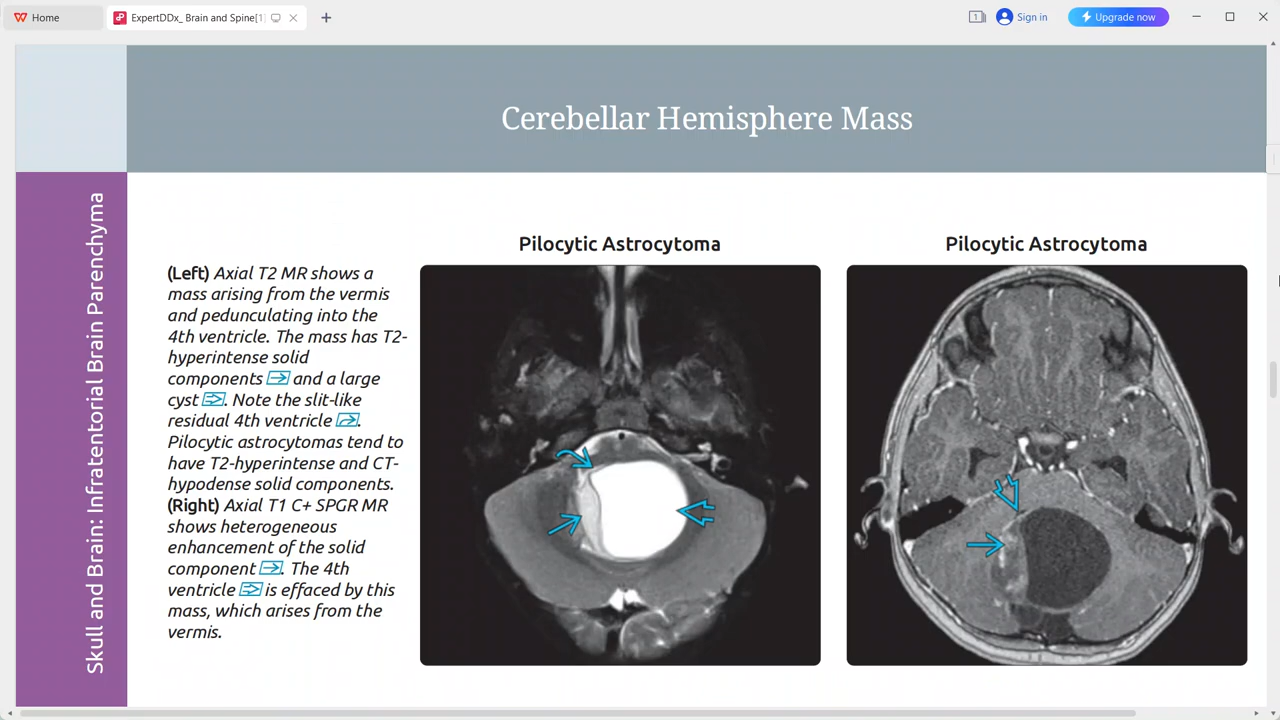 Home
ExpertDDx_ Brain and Spine[1]
1
Sign in
Upgrade now
Cerebellar Hemisphere Mass
Skull and Brain: Infratentorial Brain Parenchyma
Pilocytic Astrocytoma
Pilocytic Astrocytoma
(Left) Axial T2 MR shows a
mass arising from the vermis
and pedunculating into the
4th ventricle. The mass has T2-
hyperintense solid
components and a large
cyst. Note the slit-like
residual 4th ventricle.
Pilocytic astrocytomas tend to
have T2-hyperintense and CT-
hypodense solid components.
(Right) Axial T1 C+ SPGR MR
shows heterogeneous
enhancement of the solid
component. The 4th
ventricle is effaced by this
mass, which arises from the
vermis.